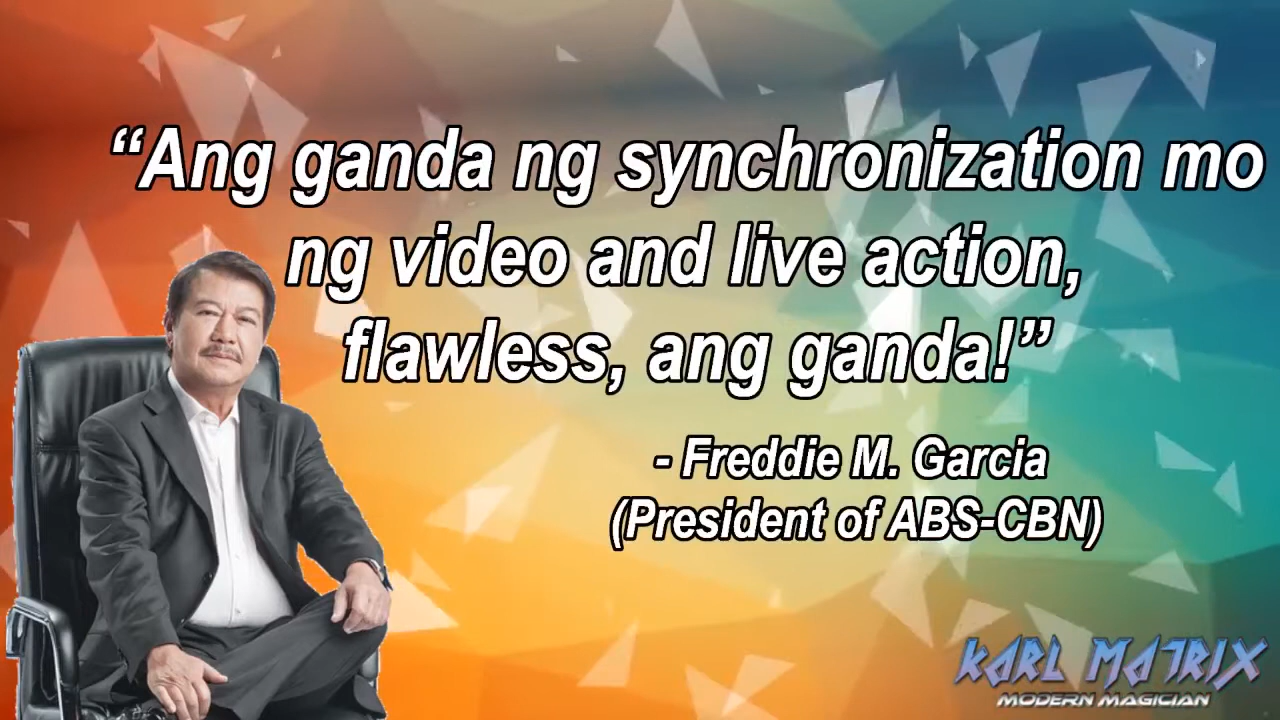 “Ang ganda ng synchronization mo
ng video and live action,
flawless, ang ganda!”
- Freddie M. Garcia
(President of ABS-CBN)
KARL MATRIX
MODERN MAGICIAN